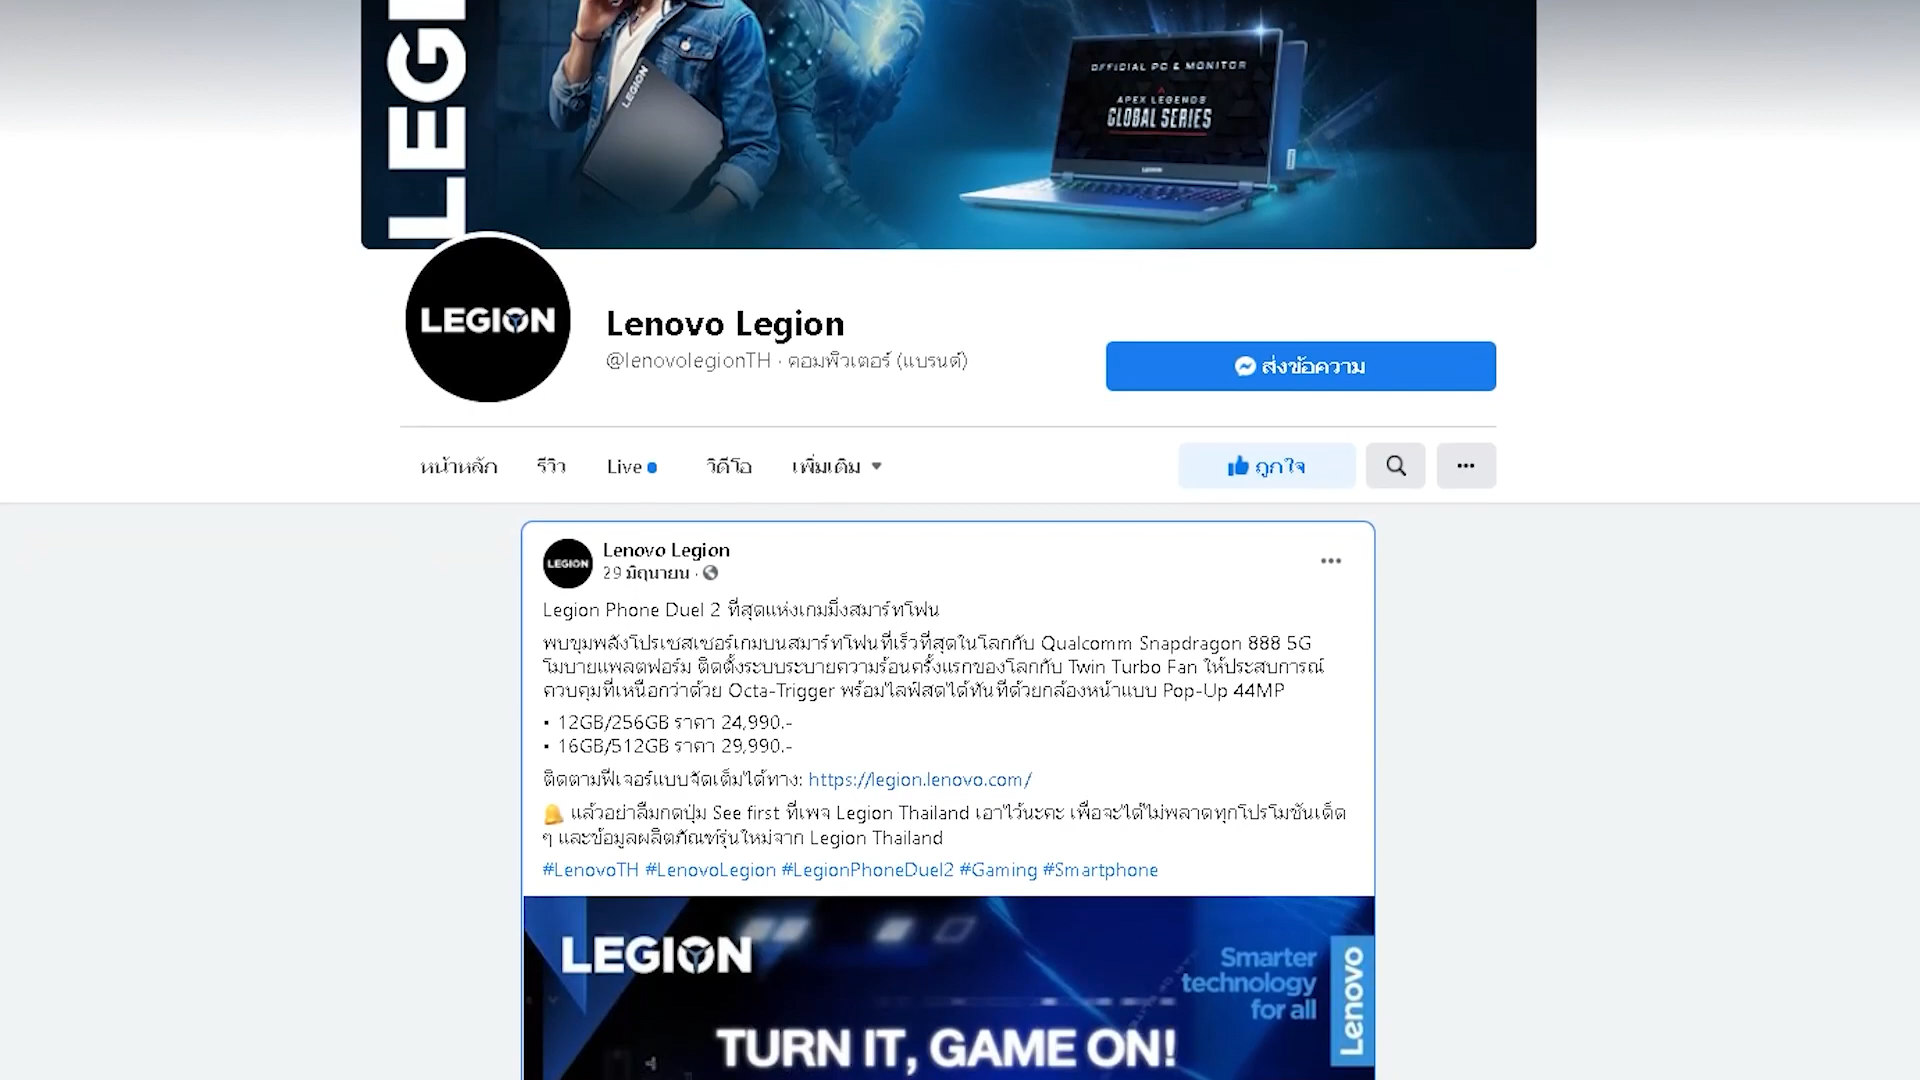 LEGI
LEGION
OFFICIAL PC & MONITOR
APEX LEGENDS
GLOBAL SERIES
LEGION
Lenovo
LEGION
Lenovo Legion
@lenovolegionTH · คอมพิวเตอร์ (แบรนด์)
ส่งข้อความ
หน้าหลัก รีวิว Live วิดีโอ เพิ่มเติม
ถูกใจ
LEGION
Lenovo Legion
29 มิถุนายน ·
Legion Phone Duel 2 ที่สุดแห่งเกมมิ่งสมาร์ทโฟน
พบขุมพลังโปรเซสเซอร์เกมบนสมาร์ทโฟนที่เร็วที่สุดในโลกกับ Qualcomm Snapdragon 888 5G
โมบายแพลตฟอร์ม ติดตั้งระบบระบายความร้อนครั้งแรกของโลกกับ Twin Turbo Fan ให้ประสบการณ์
ควบคุมที่เหนือกว่าด้วย Octa-Trigger พร้อมไลฟ์สดได้ทันทีด้วยกล้องหน้าแบบ Pop-Up 44MP
▪ 12GB/256GB ราคา 24,990.-
▪ 16GB/512GB ราคา 29,990.-
ติดตามฟีเจอร์แบบจัดเต็มได้ทาง: https://legion.lenovo.com/
🔔 แล้วอย่าลืมกดปุ่ม See first ที่เพจ Legion Thailand เอาไว้นะคะ เพื่อจะได้ไม่พลาดทุกโปรโมชันเด็ด
ๆ และข้อมูลผลิตภัณฑ์รุ่นใหม่จาก Legion Thailand
#LenovoTH #LenovoLegion #LegionPhoneDuel2 #Gaming #Smartphone
LEGION
Smarter
technology
for all
Lenovo
TURN IT, GAME ON!